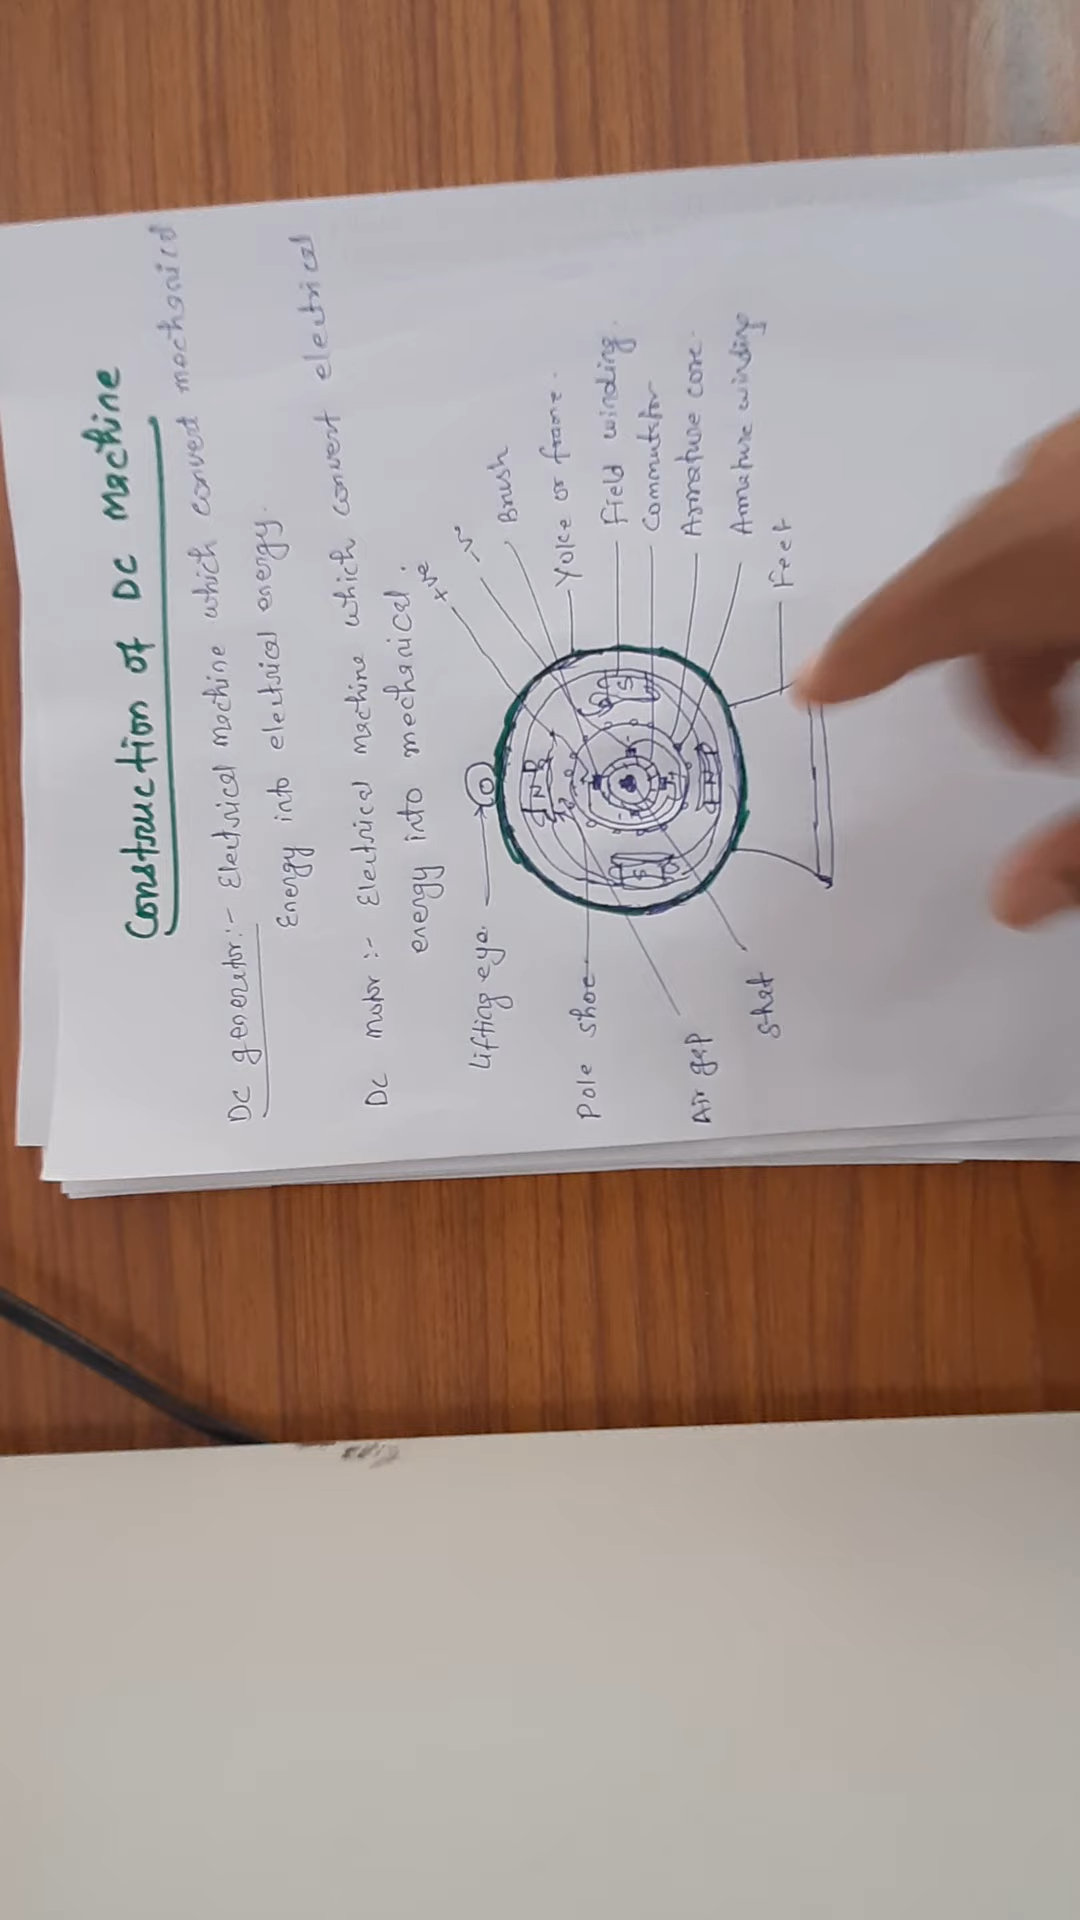 Construction of DC Machine
DC generator:- Electrical machine which convert mechanical
Energy into electrical energy.
DC motor :- Electrical machine which convert electrical
energy into mechanical.
+ve
-ve
Lifting eye
Brush
Yoke or frame.
Pole shoe
Field winding.
Commutator
Armature core.
Air gap
Armature winding
Shaft
Feet
N
S
S
N